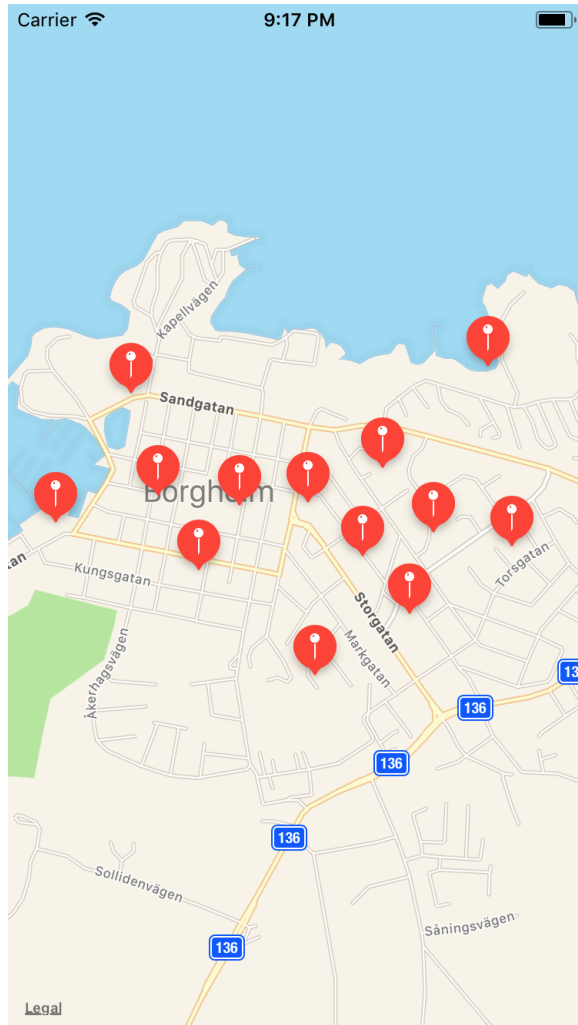 Carrier
9:17 PM
Kapellvägen
Sandgatan
Borgholm
tan
Kungsgatan
Torsgatan
Storgatan
Markgatan
Åkerhagsvägen
13
136
136
136
Sollidenvägen
Såningsvägen
136
Legal